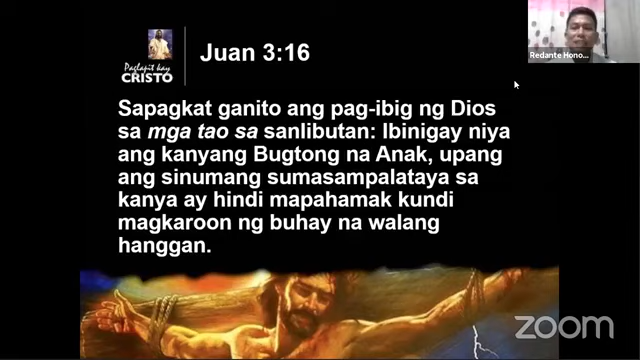 Paglapit kay
CRISTO
Juan 3:16
Redante Hono...
Sapagkat ganito ang pag-ibig ng Dios
sa mga tao sa sanlibutan: Ibinigay niya
ang kanyang Bugtong na Anak, upang
ang sinumang sumasampalataya sa
kanya ay hindi mapahamak kundi
magkaroon ng buhay na walang
hanggan.
zoom